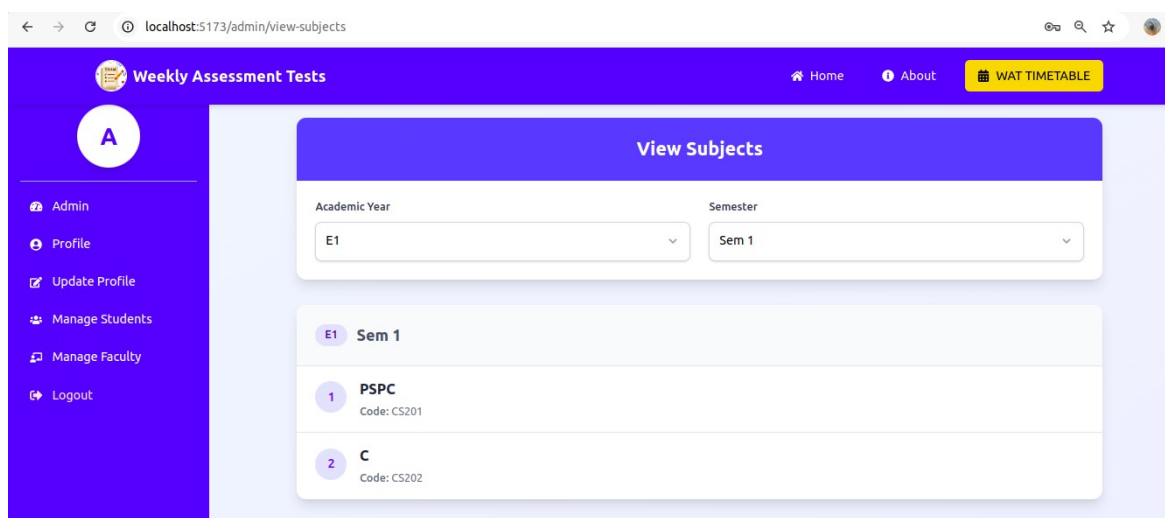 localhost:5173/admin/view-subjects
Weekly Assessment Tests
Home
About
WAT TIMETABLE
A
Admin
Profile
Update Profile
Manage Students
Manage Faculty
Logout
View Subjects
Academic Year
Semester
E1
Sem 1
E1 Sem 1
1
PSPC
Code: CS201
2
C
Code: CS202